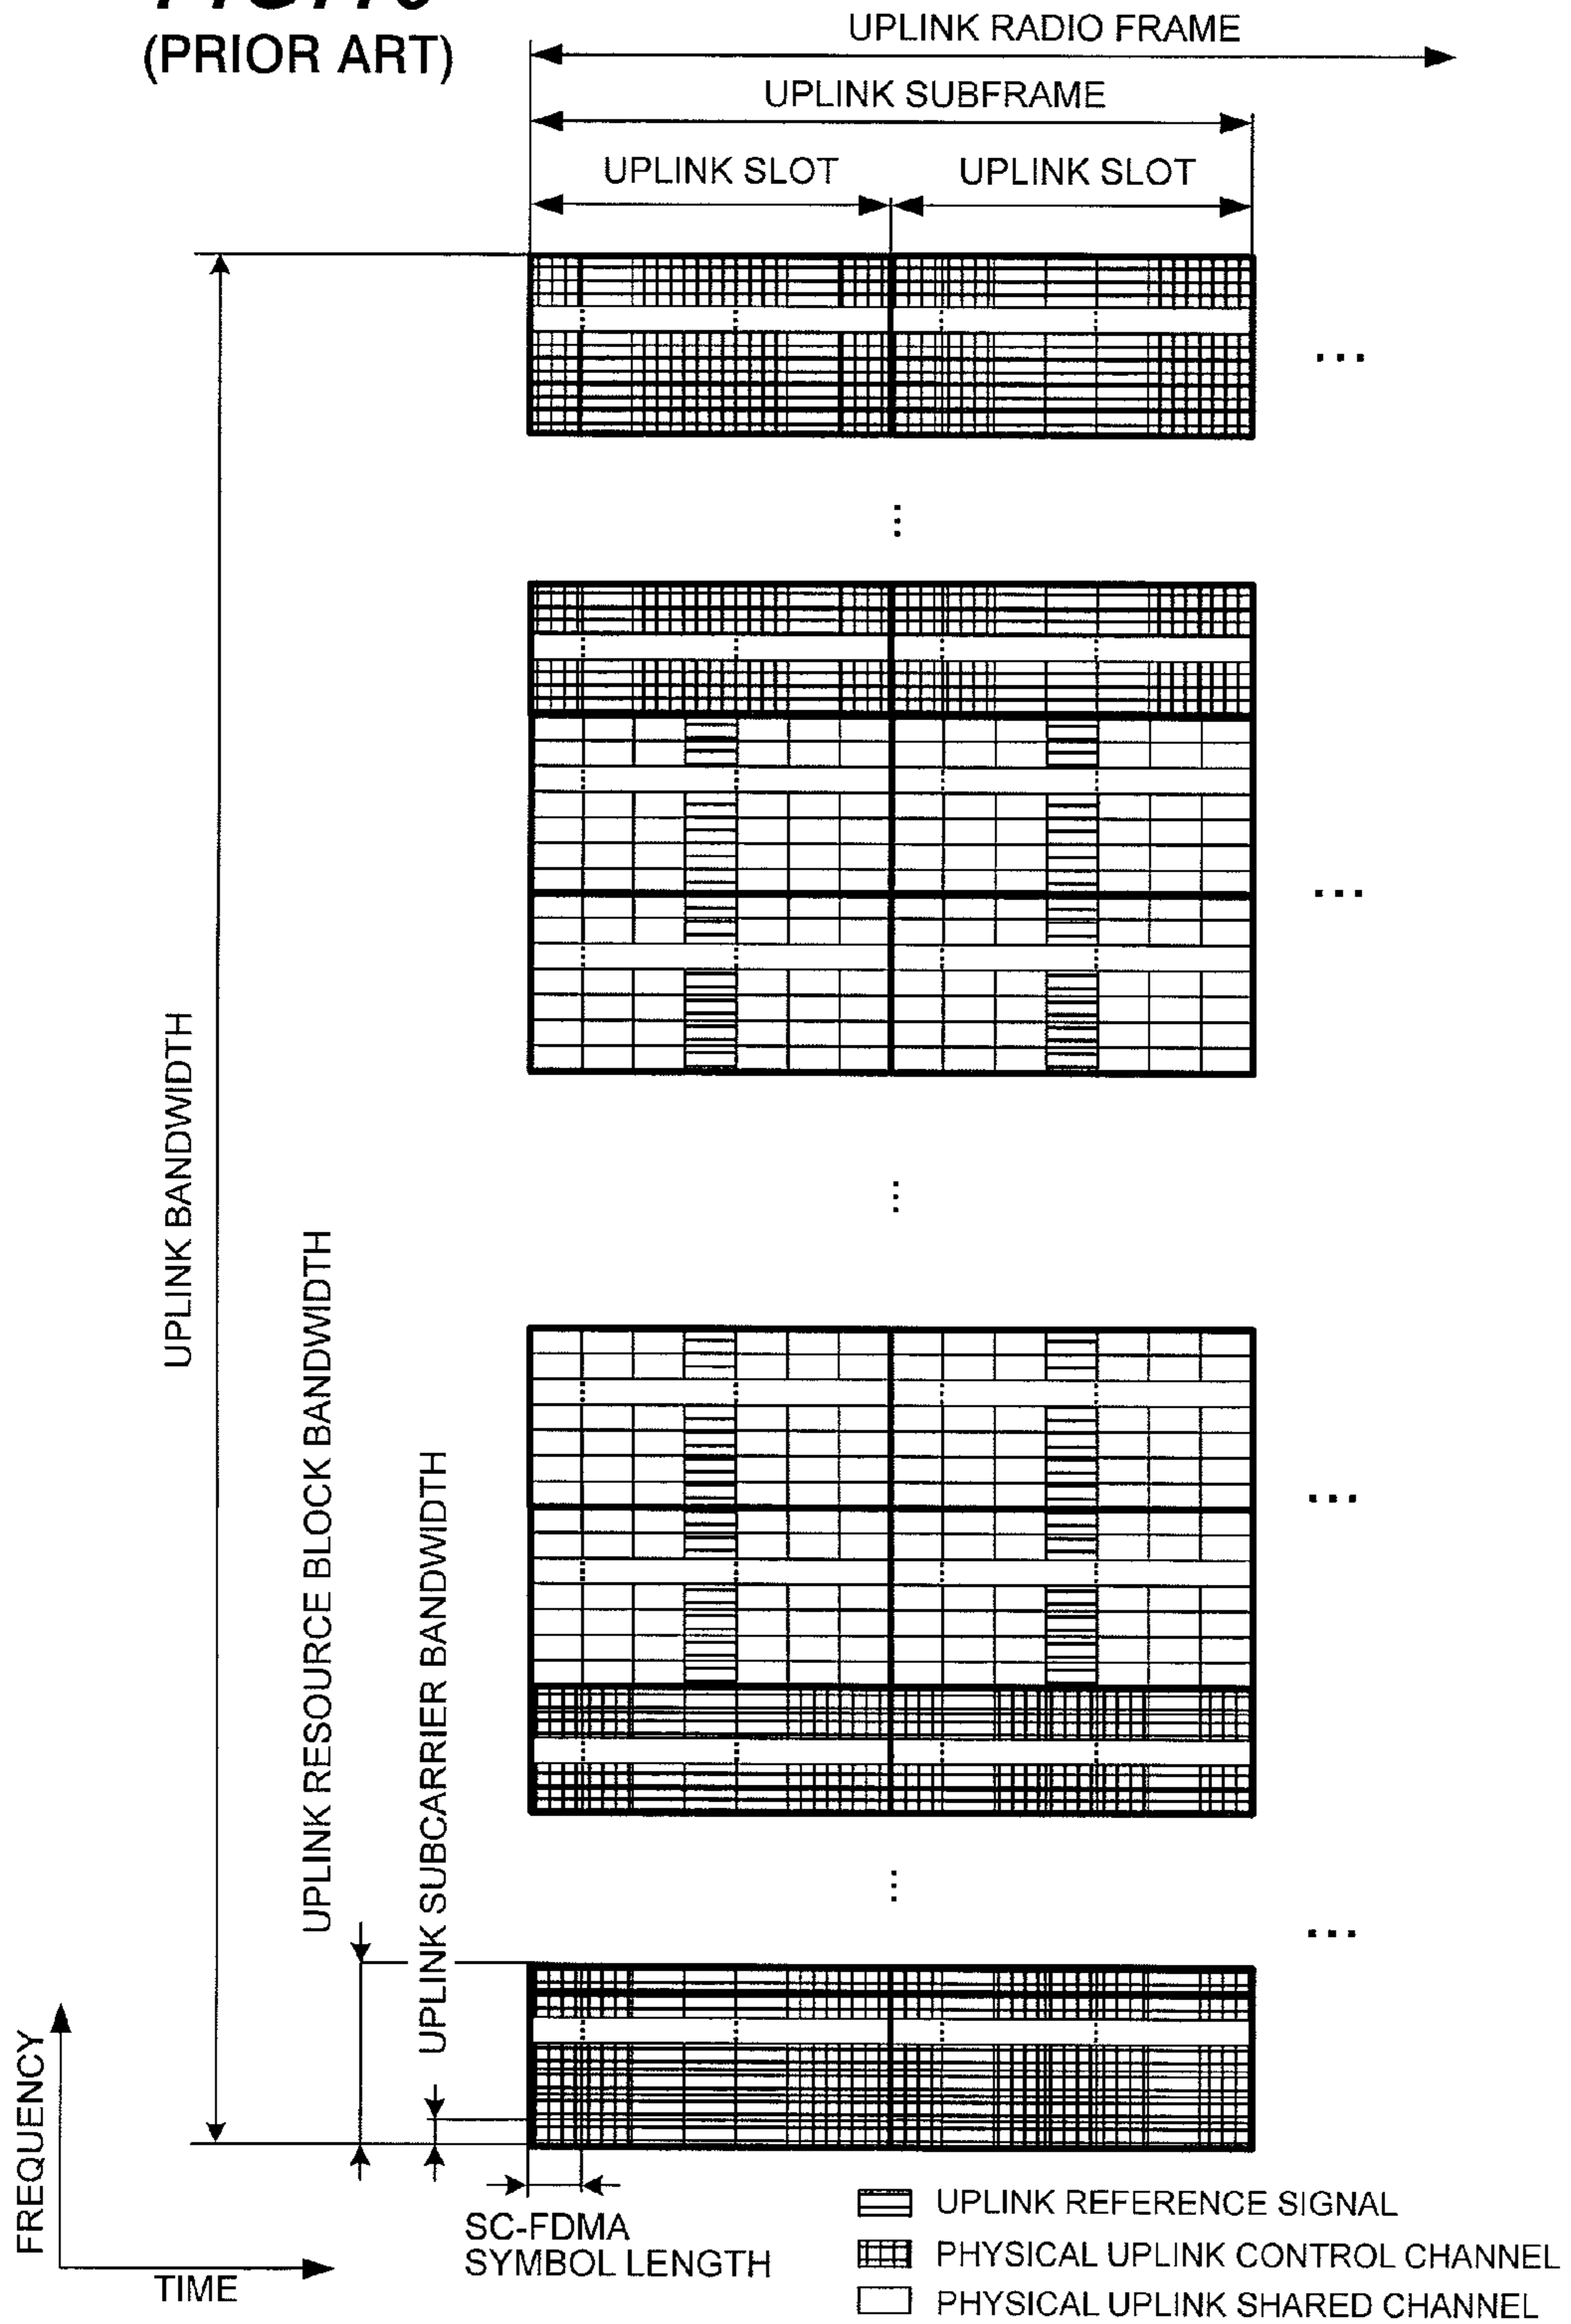 (PRIOR ART)
UPLINK RADIO FRAME
UPLINK SUBFRAME
UPLINK SLOT UPLINK SLOT
...
...
...
...
...
...
...
UPLINK BANDWIDTH
UPLINK RESOURCE BLOCK BANDWIDTH
UPLINK SUBCARRIER BANDWIDTH
FREQUENCY
TIME
SC-FDMA
SYMBOL LENGTH
UPLINK REFERENCE SIGNAL
PHYSICAL UPLINK CONTROL CHANNEL
PHYSICAL UPLINK SHARED CHANNEL